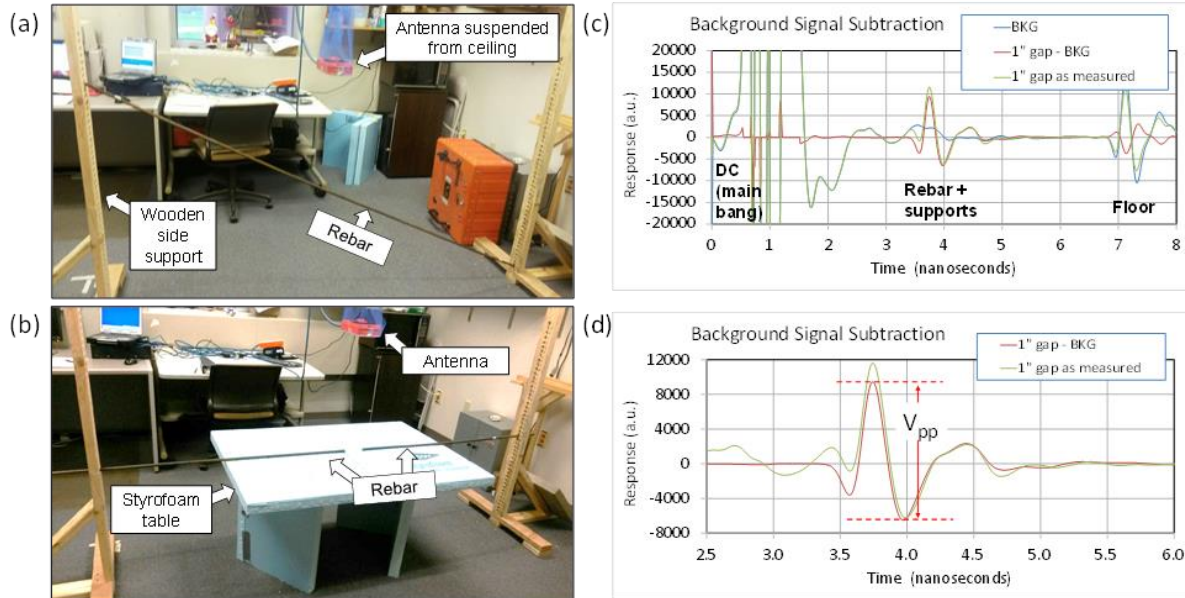 (a)
Antenna suspended
from ceiling
Wooden
side
support
Rebar
(b)
Antenna
Styrofoam
table
Rebar
(c)
Background Signal Subtraction
BKG
1" gap - BKG
1" gap as measured
Response (a.u.)
20000
15000
10000
5000
0
-5000
-10000
-15000
-20000
DC
(main
bang)
Rebar +
supports
Floor
0 1 2 3 4 5 6 7 8
Time (nanoseconds)
(d)
Background Signal Subtraction
1" gap - BKG
1" gap as measured
Response (a.u.)
12000
8000
4000
0
-4000
-8000
Vpp
2.5 3.0 3.5 4.0 4.5 5.0 5.5 6.0
Time (nanoseconds)